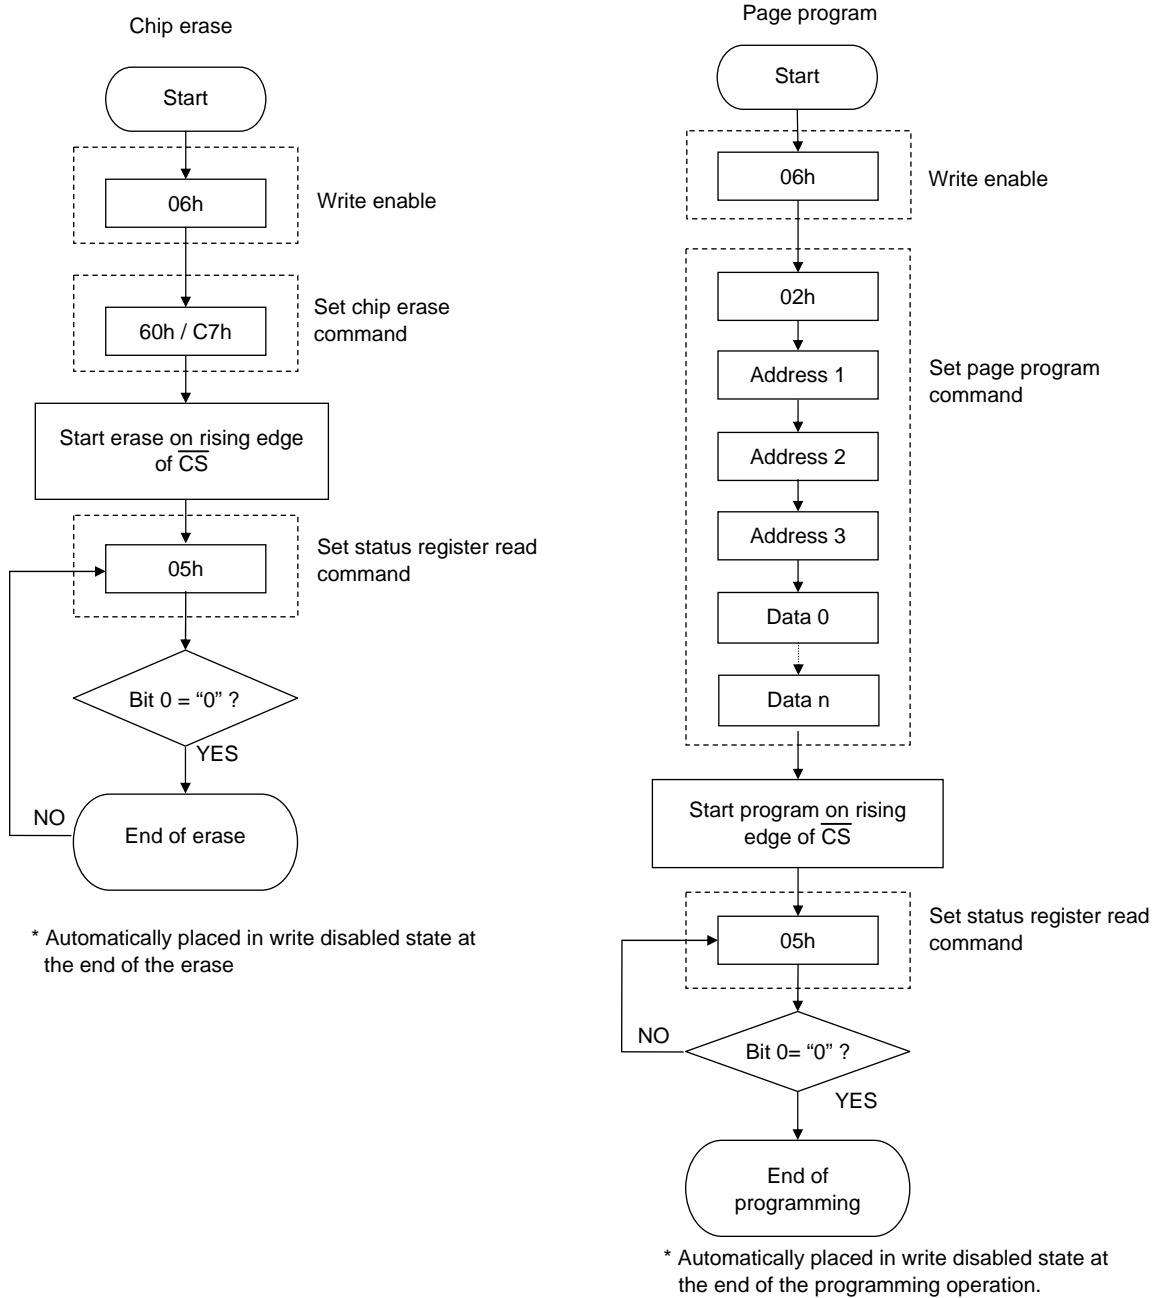 Chip erase
Start
06h
Write enable
60h / C7h
Set chip erase
command
Start erase on rising edge
of CS
05h
Set status register read
command
Bit 0 = “0” ?
YES
NO
End of erase
* Automatically placed in write disabled state at
the end of the erase
Page program
Start
06h
Write enable
02h
Address 1
Set page program
command
Address 2
Address 3
Data 0
Data n
Start program on rising
edge of CS
05h
Set status register read
command
NO
Bit 0= “0” ?
YES
End of
programming
* Automatically placed in write disabled state at
the end of the programming operation.